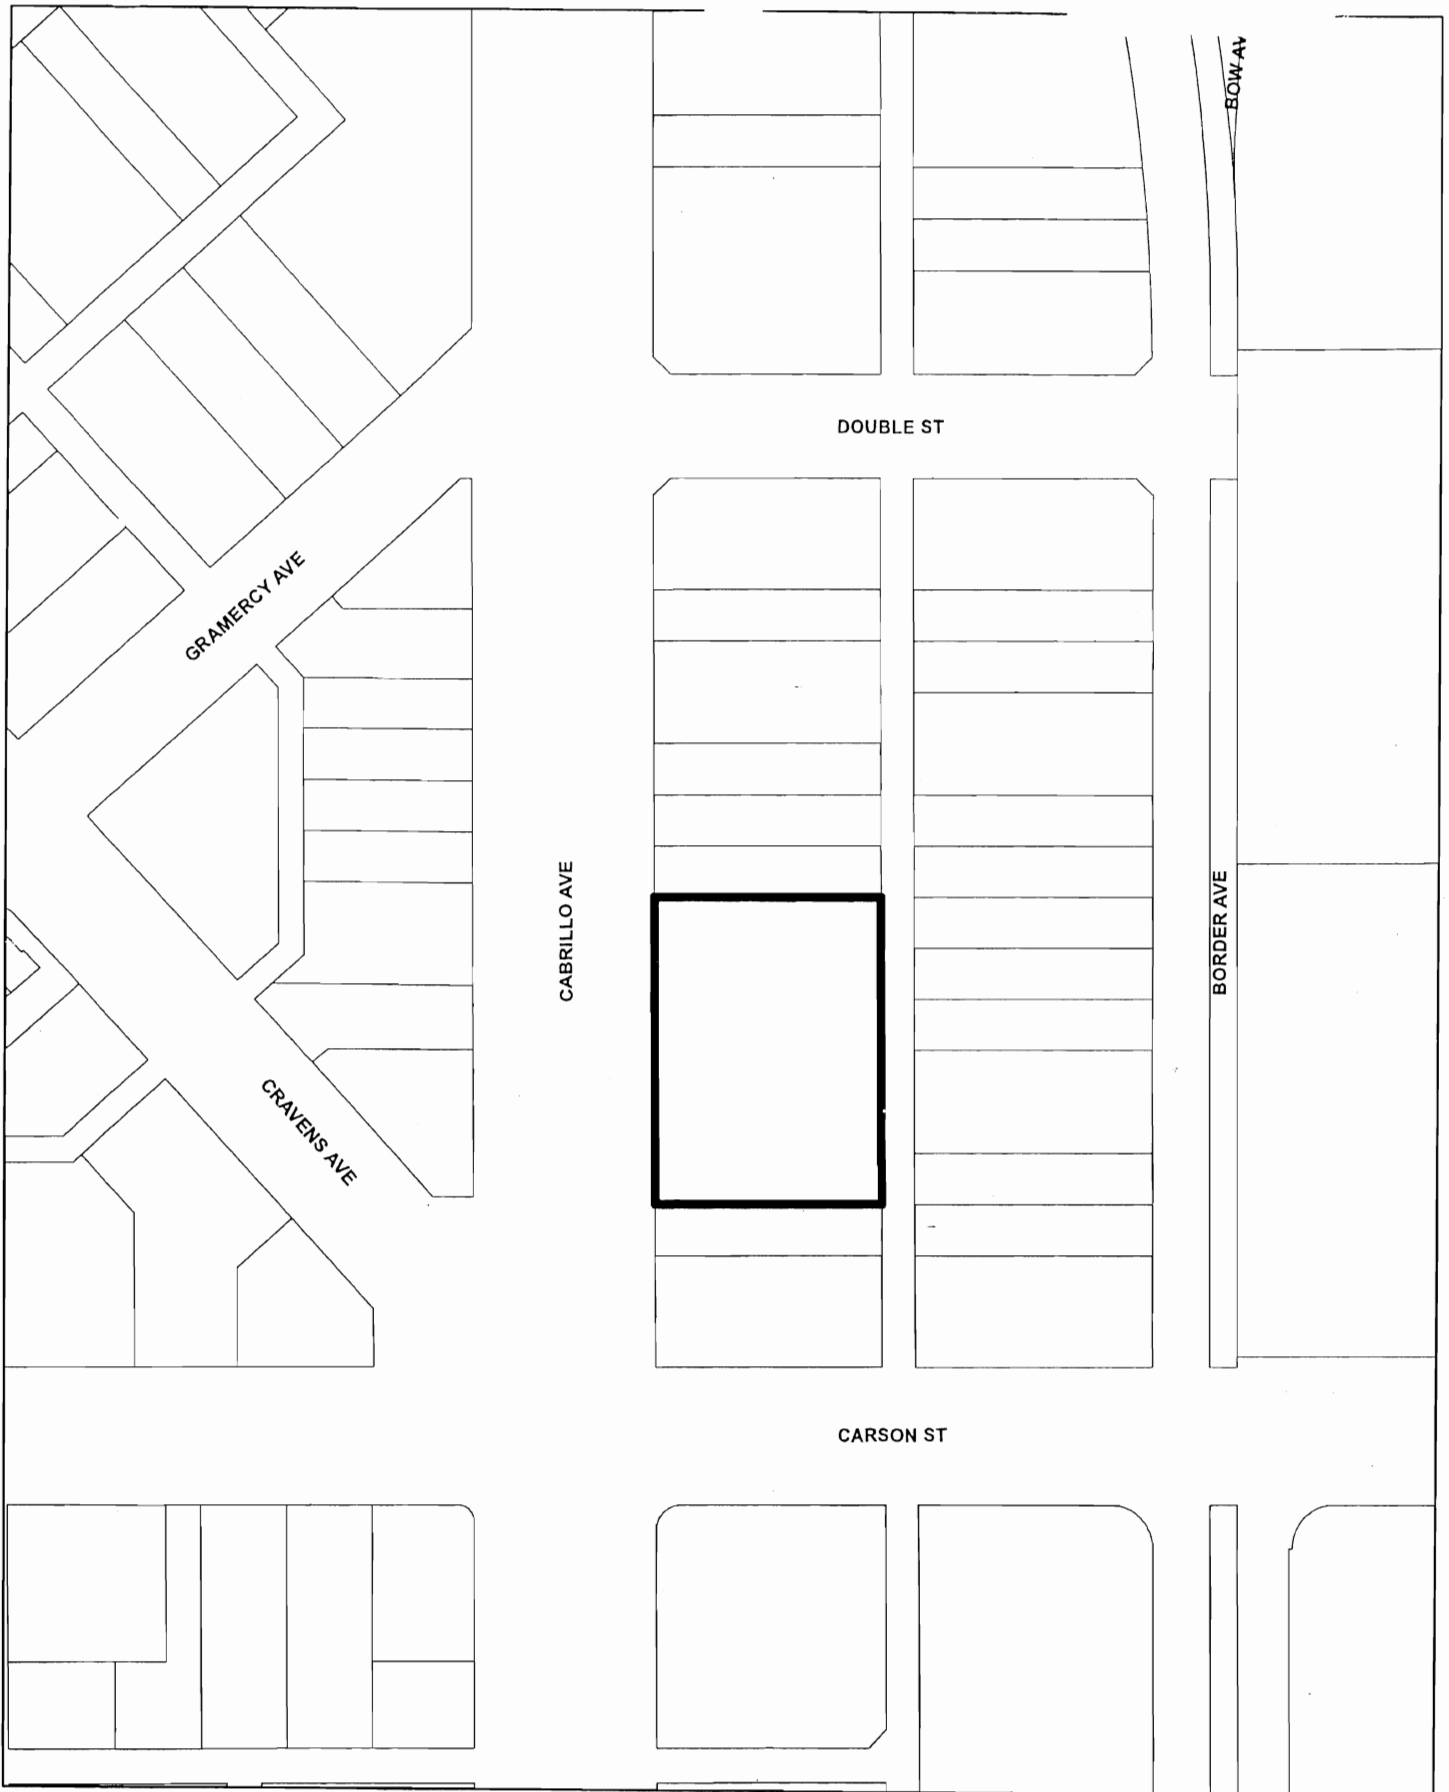 BOW AV
DOUBLE ST
GRAMERCY AVE
CABRILLO AVE
BORDER AVE
CRAVENS AVE
CARSON ST